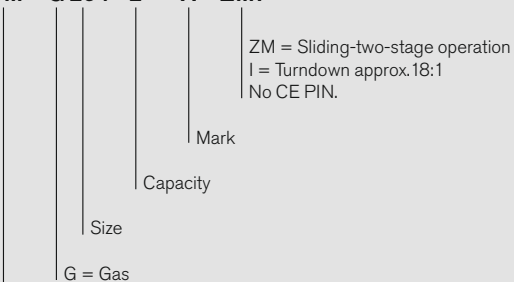 ZM = Sliding-two-stage operation
I = Turndown approx.18:1
No CE PIN.
Mark
Capacity
Size
G = Gas